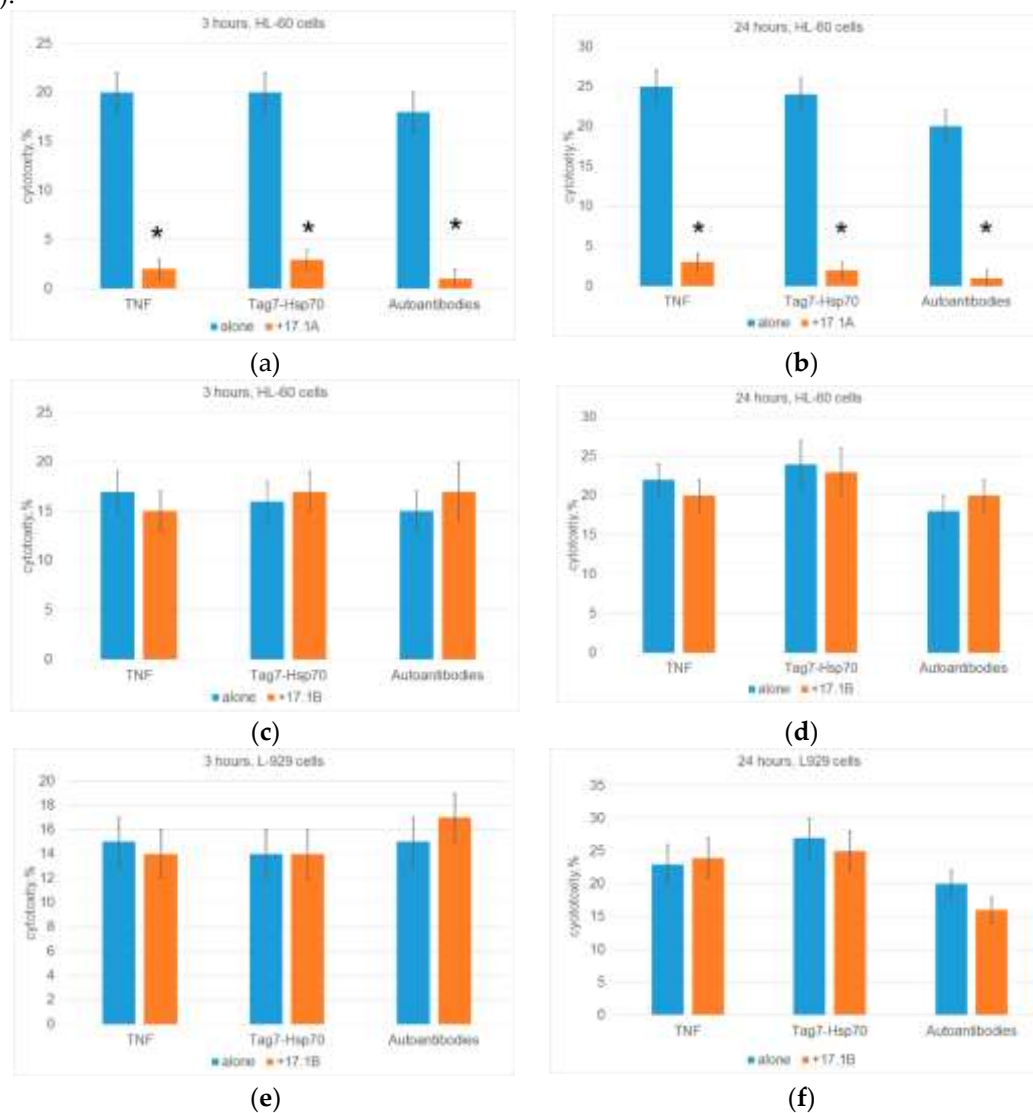 ).
3 hours, HL-60 cells
25
20
15
10
5
0
cytotoxity,%
* * *
TNF Tag7-Hsp70 Autoantibodies
alone +17.1A
(a)
24 hours, HL-60 cells
30
25
20
15
10
5
0
cytotoxity,%
* * *
TNF Tag7-Hsp70 Autoantibodies
alone +17.1A
(b)
3 hours, HL-60 cells
25
20
15
10
5
0
cytotoxity,%
TNF Tag7-Hsp70 Autoantibodies
alone +17.1B
(c)
24 hours, HL-60 cells
30
25
20
15
10
5
0
cytotoxity,%
TNF Tag7-Hsp70 Autoantibodies
alone +17.1B
(d)
3 hours, L-929 cells
20
18
16
14
12
10
8
6
4
2
0
cytotoxity,%
TNF Tag7-Hsp70 Autoantibodies
alone +17.1B
(e)
24 hours, L929 cells
35
30
25
20
15
10
5
0
TNF Tag7-Hsp70 Autoantibodies
alone +17.1B
(f)